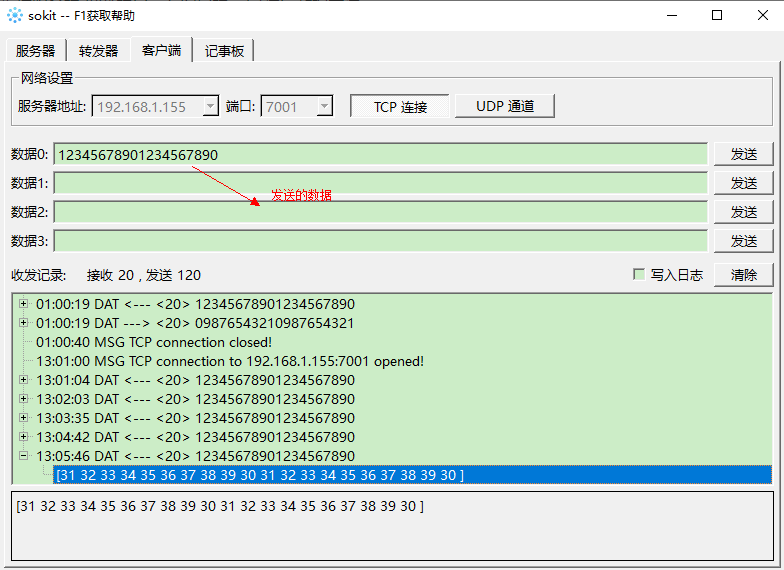 sokit -- F1获取帮助
服务器 转发器 客户端 记事板
网络设置
服务器地址: 192.168.1.155 端口: 7001 TCP 连接 UDP 通道
数据0: 12345678901234567890 发送
发送的数据
数据1: 发送
数据2: 发送
数据3: 发送
收发记录: 接收 20 , 发送 120 写入日志 清除
01:00:19 DAT <--- <20> 12345678901234567890
01:00:19 DAT ---> <20> 09876543210987654321
01:00:40 MSG TCP connection closed!
13:01:00 MSG TCP connection to 192.168.1.155:7001 opened!
13:01:04 DAT <--- <20> 12345678901234567890
13:02:03 DAT <--- <20> 12345678901234567890
13:03:35 DAT <--- <20> 12345678901234567890
13:04:42 DAT <--- <20> 12345678901234567890
13:05:46 DAT <--- <20> 12345678901234567890
[31 32 33 34 35 36 37 38 39 30 31 32 33 34 35 36 37 38 39 30 ]
[31 32 33 34 35 36 37 38 39 30 31 32 33 34 35 36 37 38 39 30 ]